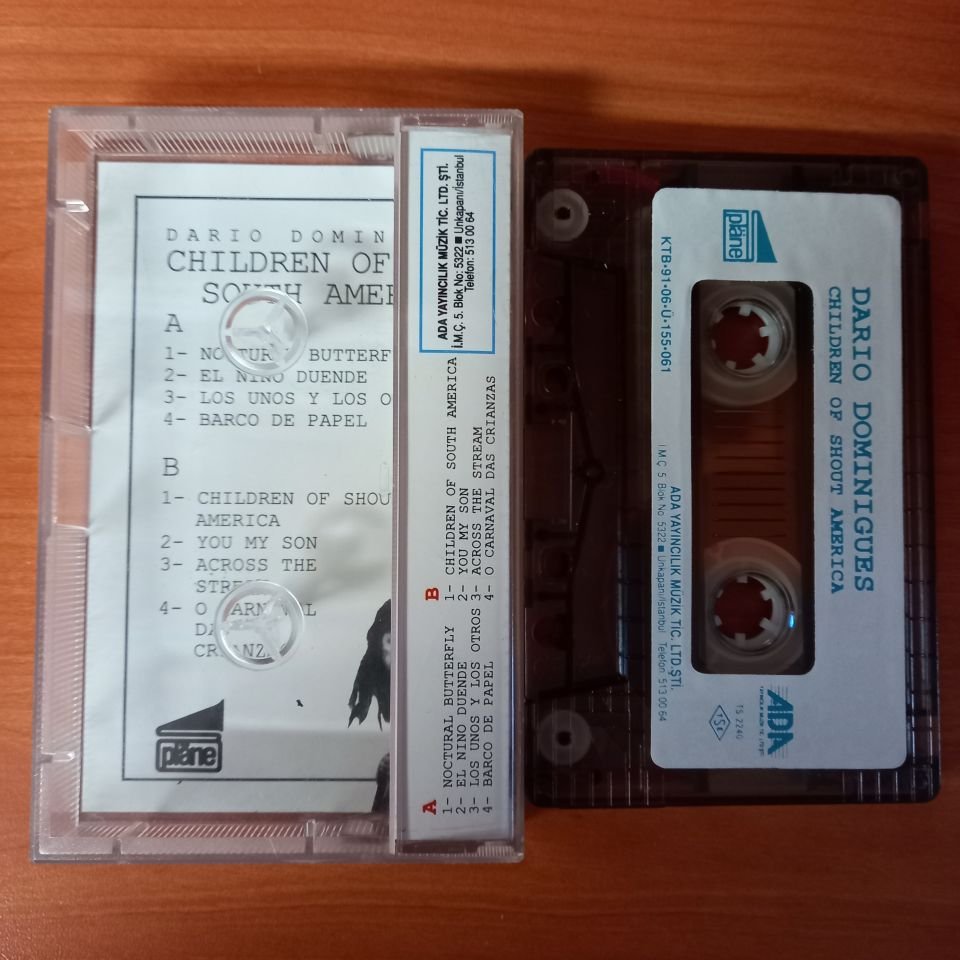 DARIO DOMIN
CHILDREN OF
SOUTH AMER
A
1- NOCTUR BUTTERF
2- EL NINO DUENDE
3- LOS UNOS Y LOS O
4- BARCO DE PAPEL
B
1- CHILDREN OF SHOU
AMERICA
2- YOU MY SON
3- ACROSS THE
STRE
4- O CARNAVAL
DA
CRIANZ
pläne
ADA YAYINCILIK MÜZİK TİC. LTD. ŞTİ.
İ.M.Ç. 5. Blok No: 5322 ■ Unkapanı/İstanbul
Telefon: 513 00 64
A
1- NOCTURAL BUTTERFLY
2- EL NINO DUENDE
3- LOS UNOS Y LOS OTROS
4- BARCO DE PAPEL
B
1- CHILDREN OF SOUTH AMERICA
2- YOU MY SON
3- ACROSS THE STREAM
4- O CARNAVAL DAS CRIANZAS
pläne
DARIO DOMINIGUES
CHILDREN OF SHOUT AMERICA
KTB·91·06·Ü·155·061
ADA YAYINCILIK MÜZİK TİC. LTD.ŞTİ.
İ.M.Ç 5. Blok No: 5322 ■ Unkapanı/İstanbul Telefon: 513 00 64
ADA
TSE
TS 2240